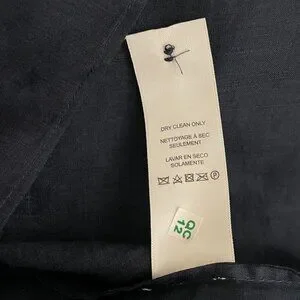 DRY CLEAN ONLY
NETTOYAGE À SEC
SEULEMENT
LAVAR EN SECO
SOLAMENTE
P
QC
12